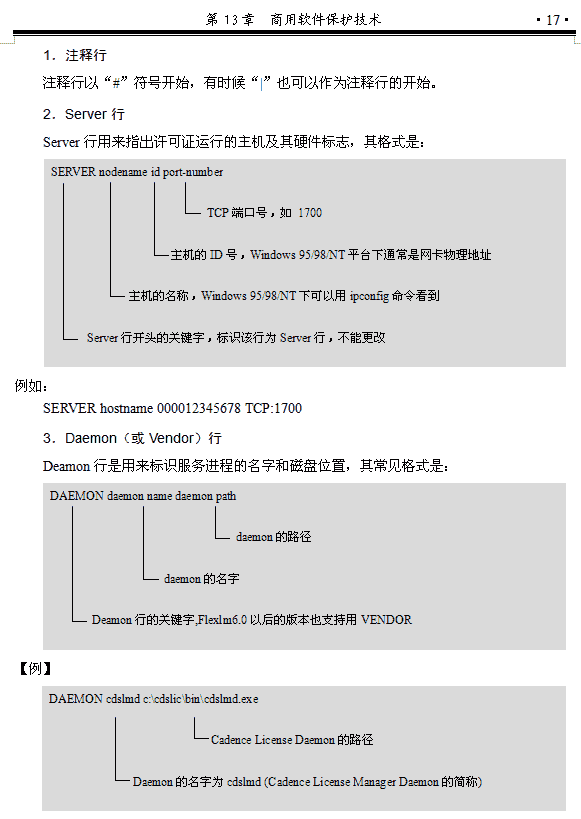 第 13 章　商用软件保护技术　·17·
1．注释行
注释行以“#”符号开始，有时候“|”也可以作为注释行的开始。
2．Server 行
Server 行用来指出许可证运行的主机及其硬件标志，其格式是：
SERVER nodename id port-number
TCP 端口号，如 1700
主机的 ID 号，Windows 95/98/NT 平台下通常是网卡物理地址
主机的名称，Windows 95/98/NT 下可以用 ipconfig 命令看到
Server 行开头的关键字，标识该行为 Server 行，不能更改
例如：
SERVER hostname 000012345678 TCP:1700
3．Daemon（或 Vendor）行
Deamon 行是用来标识服务进程的名字和磁盘位置，其常见格式是：
DAEMON daemon name daemon path
daemon 的路径
daemon 的名字
Deamon 行的关键字,Flexlm6.0 以后的版本也支持用 VENDOR
【例】
DAEMON cdslmd c:\cdslic\bin\cdslmd.exe
Cadence License Daemon 的路径
Daemon 的名字为 cdslmd (Cadence License Manager Daemon 的简称)